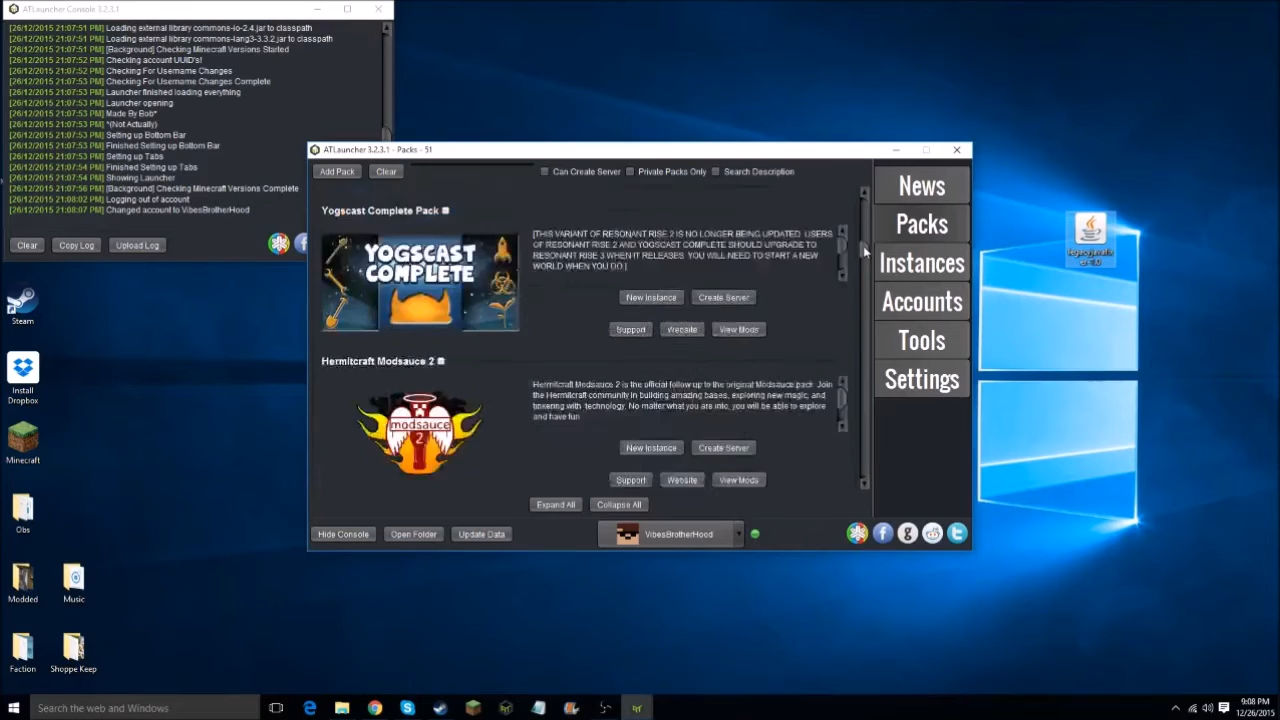 ATLauncher Console 3.2.3.1
[26/12/2015 21:07:51 PM] Loading external library commons-io-2.4.jar to classpath
[26/12/2015 21:07:51 PM] Loading external library commons-lang3-3.3.2.jar to classpath
[26/12/2015 21:07:51 PM] [Background] Checking Minecraft Versions Started
[26/12/2015 21:07:52 PM] Checking account UUID's!
[26/12/2015 21:07:52 PM] Checking For Username Changes
[26/12/2015 21:07:53 PM] Checking For Username Changes Complete
[26/12/2015 21:07:53 PM] Launcher finished loading everything
[26/12/2015 21:07:53 PM] Launcher opening
[26/12/2015 21:07:53 PM] Made By Bob*
[26/12/2015 21:07:53 PM] *(Not Actually)
[26/12/2015 21:07:53 PM] Setting up Bottom Bar
[26/12/2015 21:07:53 PM] Finished Setting up Bottom Bar
[26/12/2015 21:07:53 PM] Setting up Tabs
[26/12/2015 21:07:54 PM] Finished Setting up Tabs
[26/12/2015 21:07:54 PM] Showing Launcher
[26/12/2015 21:07:56 PM] [Background] Checking Minecraft Versions Complete
[26/12/2015 21:08:02 PM] Logging out of account
[26/12/2015 21:08:07 PM] Changed account to VibesBrotherHood
Clear Copy Log Upload Log
ATLauncher 3.2.3.1 - Packs - 51
Add Pack Clear Can Create Server Private Packs Only Search Description
Yogscast Complete Pack
YOGSCAST
COMPLETE
[THIS VARIANT OF RESONANT RISE 2 IS NO LONGER BEING UPDATED. USERS
OF RESONANT RISE 2 AND YOGSCAST COMPLETE SHOULD UPGRADE TO
RESONANT RISE 3 WHEN IT RELEASES. YOU WILL NEED TO START A NEW
WORLD WHEN YOU DO.]
New Instance Create Server
Support Website View Mods
Hermitcraft Modsauce 2
modsauce
2
Hermitcraft Modsauce 2 is the official follow up to the original Modsauce pack. Join
the Hermitcraft community in building amazing bases, exploring new magic, and
tinkering with technology. No matter what you are into, you will be able to explore
and have fun
New Instance Create Server
Support Website View Mods
Expand All Collapse All
Hide Console Open Folder Update Data VibesBrotherHood
News
Packs
Instances
Accounts
Tools
Settings
Steam
Install
Dropbox
Minecraft
Obs
Modded Music
Faction Shoppe Keep
Search the web and Windows
9:08 PM
12/26/2015